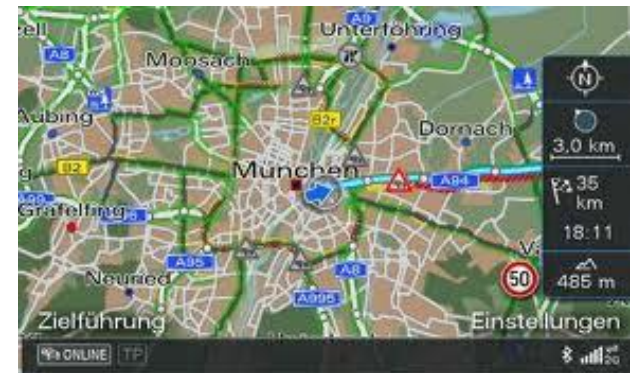 A9
Unterföhring
A8
Moosach
N
Aubing
B2r
Dornach
3.0 km
München
B2
A94
35
km
Gräfelfing
18:11
A95
Neuried
A8
50
485 m
A995
Zielführung
Einstellungen
ONLINE
TP
2G